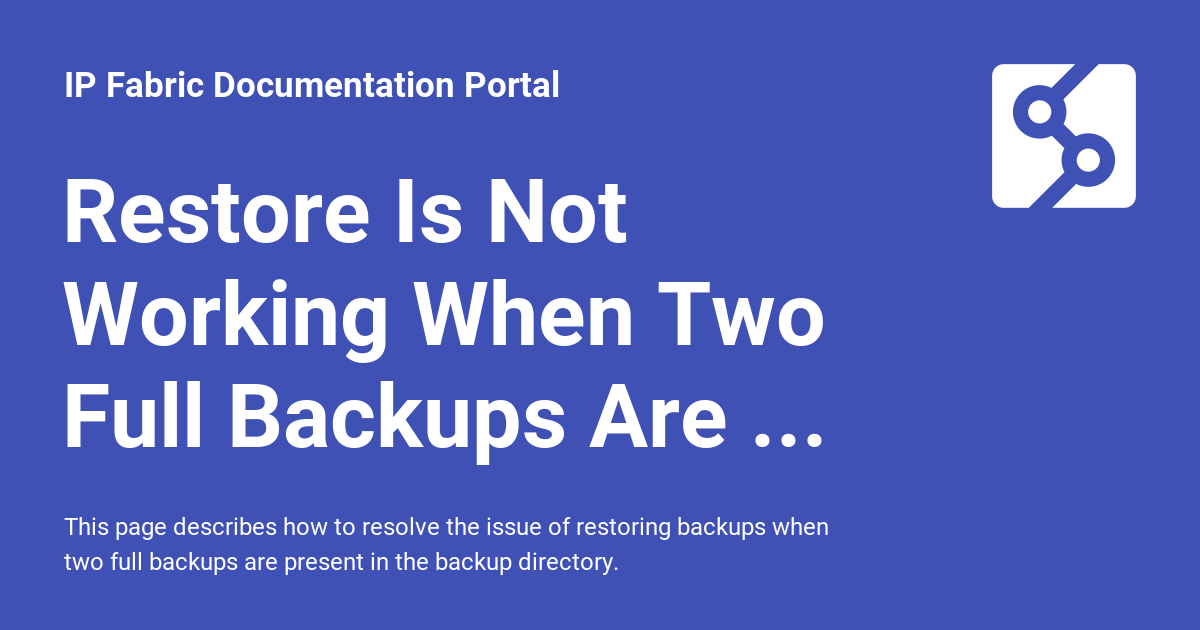 IP Fabric Documentation Portal
Restore Is Not
Working When Two
Full Backups Are ...
This page describes how to resolve the issue of restoring backups when
two full backups are present in the backup directory.